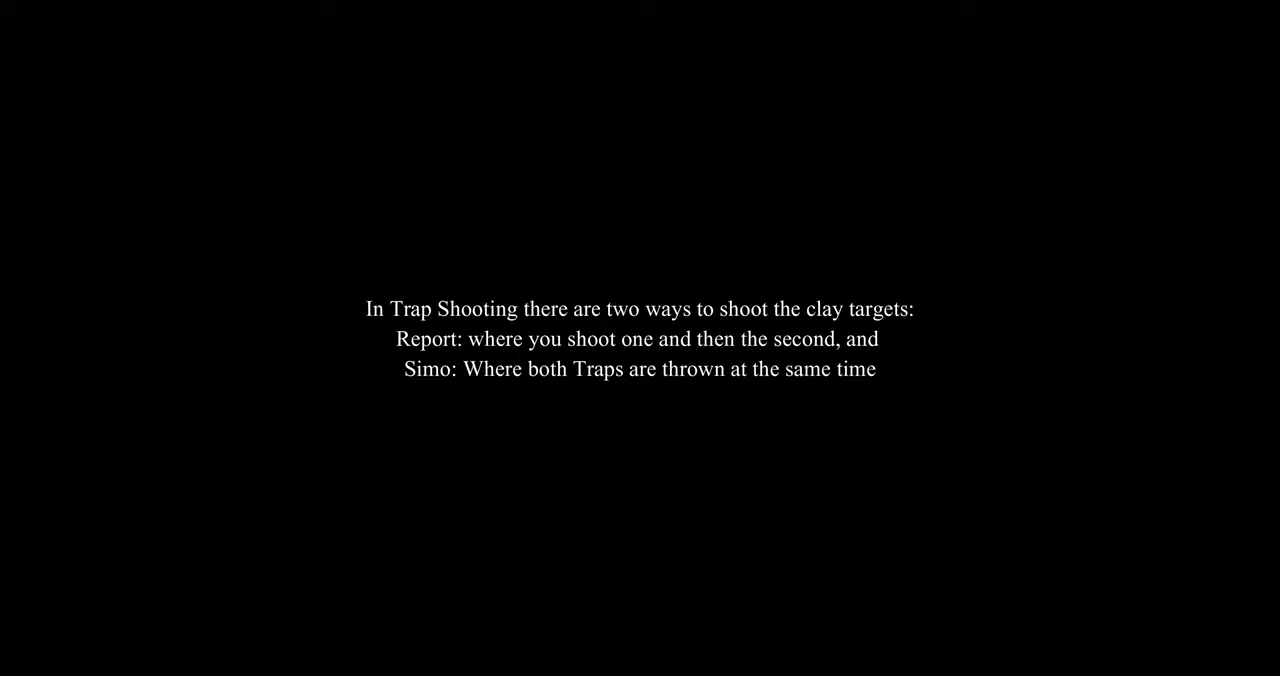 In Trap Shooting there are two ways to shoot the clay targets:
Report: where you shoot one and then the second, and
Simo: Where both Traps are thrown at the same time